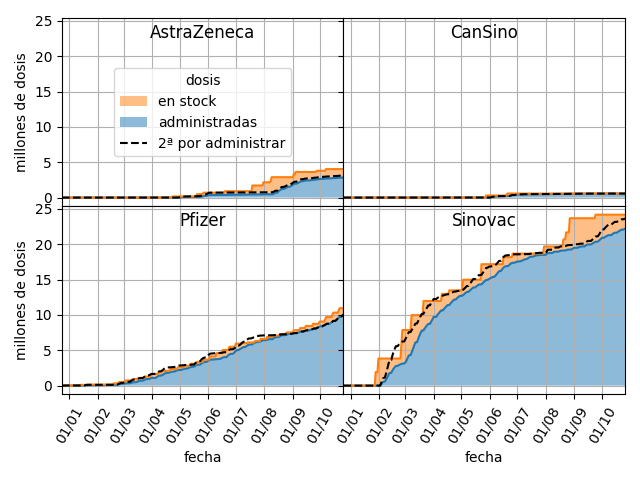 AstraZeneca
CanSino
millones de dosis
25
20
15
10
5
0
dosis
en stock
administradas
2ª por administrar
Pfizer
Sinovac
millones de dosis
25
20
15
10
5
0
01/01 01/02 01/03 01/04 01/05 01/06 01/07 01/08 01/09 01/10
01/01 01/02 01/03 01/04 01/05 01/06 01/07 01/08 01/09 01/10
fecha
fecha